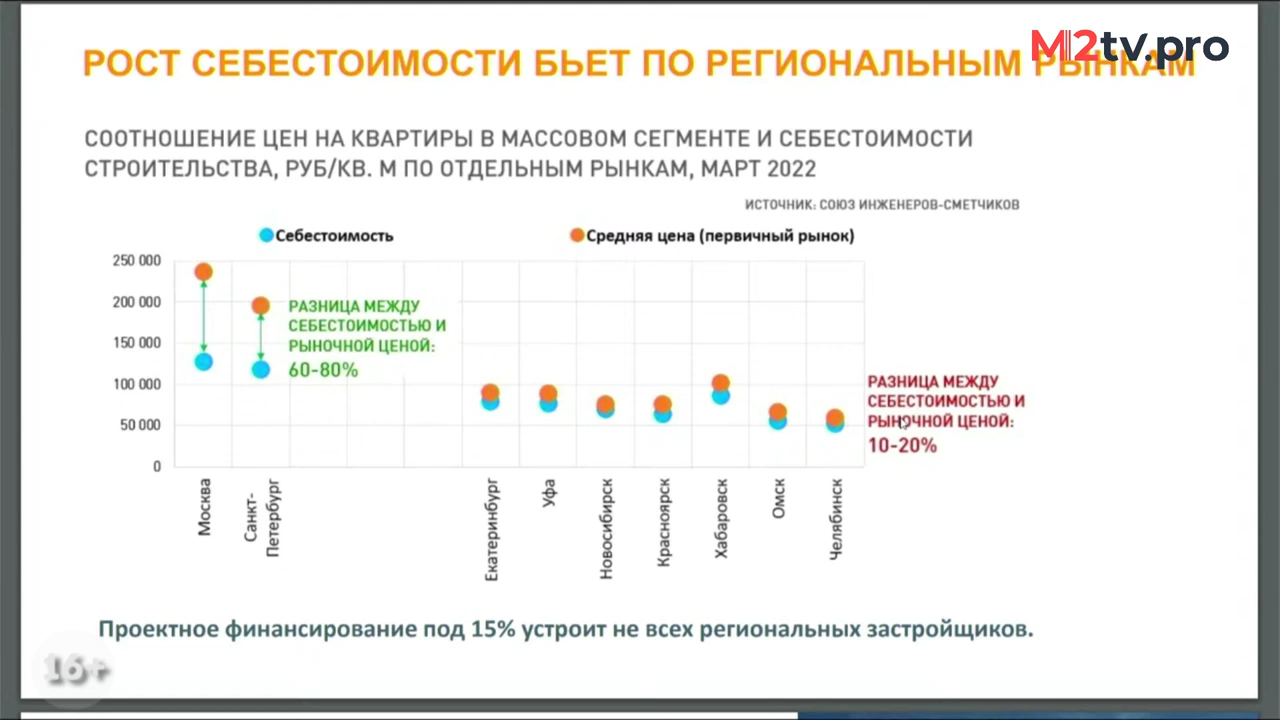 M2tv.pro
РОСТ СЕБЕСТОИМОСТИ БЬЕТ ПО РЕГИОНАЛЬНЫМ РЫНКАМ
СООТНОШЕНИЕ ЦЕН НА КВАРТИРЫ В МАССОВОМ СЕГМЕНТЕ И СЕБЕСТОИМОСТИ
СТРОИТЕЛЬСТВА, РУБ/КВ. М ПО ОТДЕЛЬНЫМ РЫНКАМ, МАРТ 2022
ИСТОЧНИК: СОЮЗ ИНЖЕНЕРОВ-СМЕТЧИКОВ
Себестоимость
Средняя цена (первичный рынок)
250 000
200 000
150 000
100 000
50 000
0
РАЗНИЦА МЕЖДУ
СЕБЕСТОИМОСТЬЮ И
РЫНОЧНОЙ ЦЕНОЙ:
60-80%
РАЗНИЦА МЕЖДУ
СЕБЕСТОИМОСТЬЮ И
РЫНОЧНОЙ ЦЕНОЙ:
10-20%
Москва
Санкт-
Петербург
Екатеринбург
Уфа
Новосибирск
Красноярск
Хабаровск
Омск
Челябинск
Проектное финансирование под 15% устроит не всех региональных застройщиков.
16+